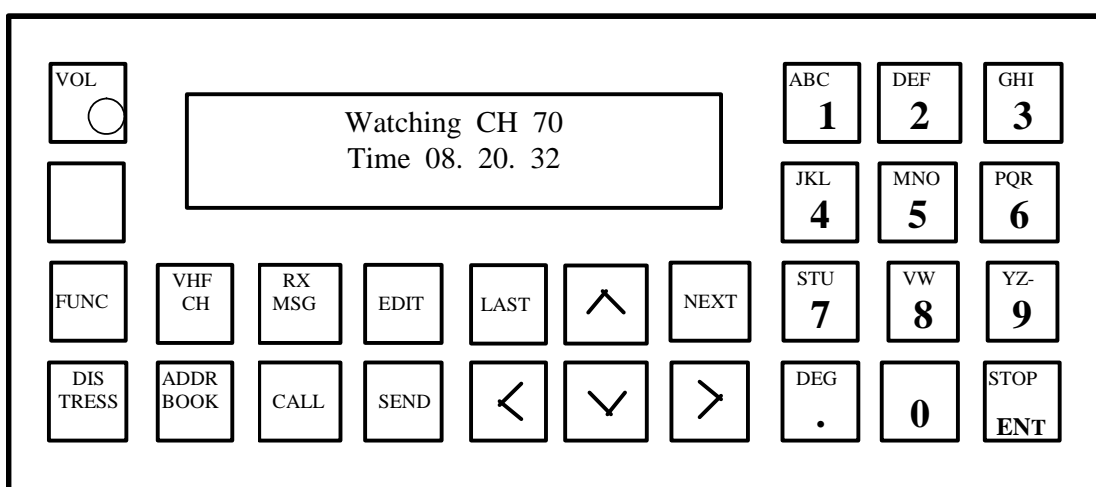 VOL
Watching CH 70
Time 08. 20. 32
ABC
1
DEF
2
GHI
3
JKL
4
MNO
5
PQR
6
FUNC
VHF
CH
RX
MSG
EDIT
LAST
NEXT
STU
7
VW
8
YZ-
9
DIS
TRESS
ADDR
BOOK
CALL
SEND
DEG
.
0
STOP
ENT